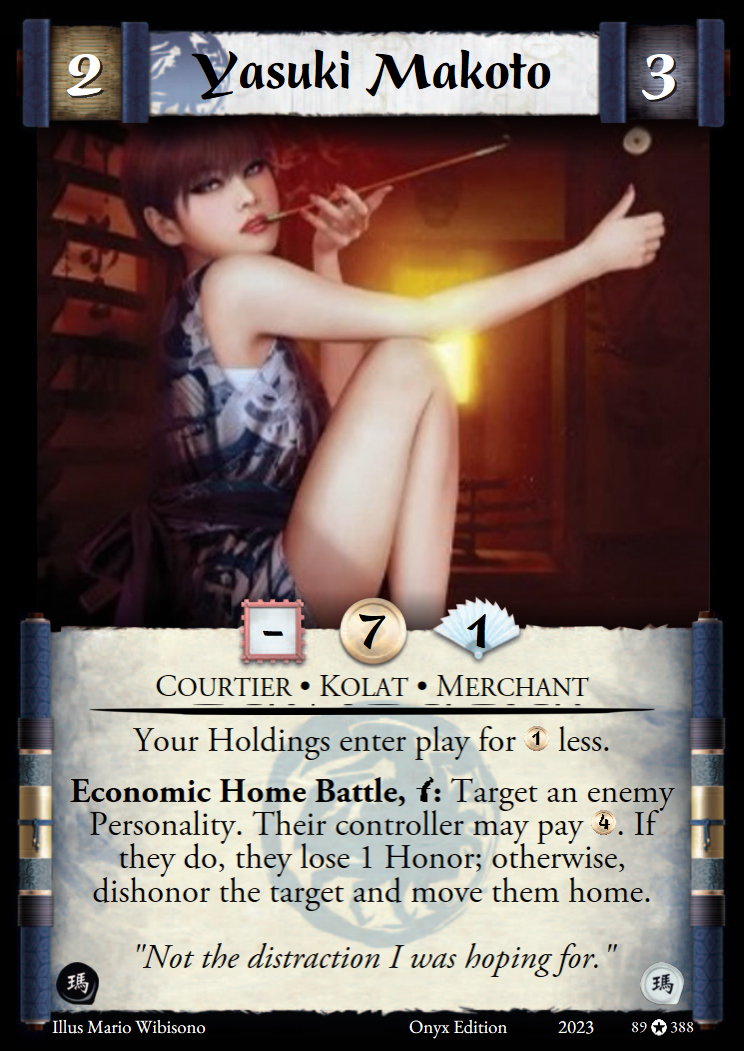 2 Yasuki Makoto 3
- 7 1
Courtier • Kolat • Merchant
Your Holdings enter play for 1 less.
Economic Home Battle, : Target an enemy
Personality. Their controller may pay 4. If
they do, they lose 1 Honor; otherwise,
dishonor the target and move them home.
"Not the distraction I was hoping for."
瑪 瑪
Illus Mario Wibisono Onyx Edition 2023 89 ✪ 388